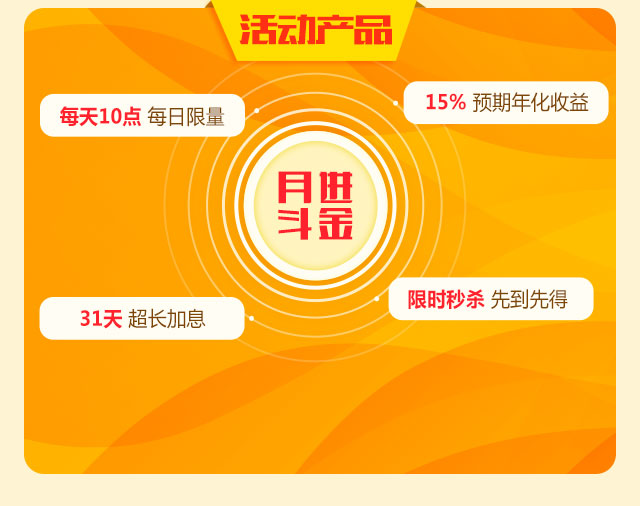 活动产品
每天10点 每日限量
15% 预期年化收益
月进
斗金
31天 超长加息
限时秒杀 先到先得